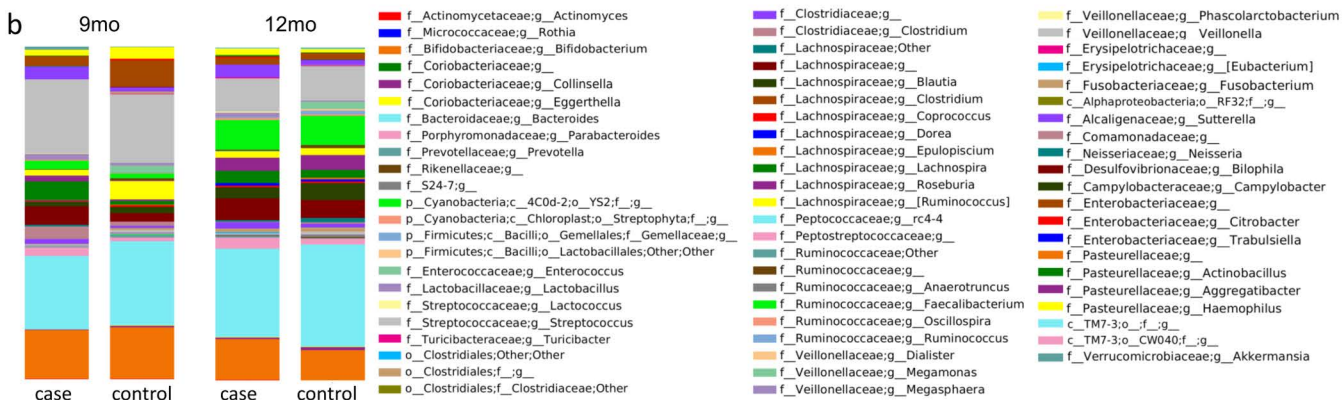 b
9mo
12mo
case
control
case
control
f__Actinomycetaceae;g__Actinomyces
f__Micrococcaceae;g__Rothia
f__Bifidobacteriaceae;g__Bifidobacterium
f__Coriobacteriaceae;g__
f__Coriobacteriaceae;g__Collinsella
f__Coriobacteriaceae;g__Eggerthella
f__Bacteroidaceae;g__Bacteroides
f__Porphyromonadaceae;g__Parabacteroides
f__Prevotellaceae;g__Prevotella
f__Rikenellaceae;g__
f__S24-7;g__
p__Cyanobacteria;c__4C0d-2;o__YS2;f__;g__
p__Cyanobacteria;c__Chloroplast;o__Streptophyta;f__;g__
p__Firmicutes;c__Bacilli;o__Gemellales;f__Gemellaceae;g__
p__Firmicutes;c__Bacilli;o__Lactobacillales;Other;Other
f__Enterococcaceae;g__Enterococcus
f__Lactobacillaceae;g__Lactobacillus
f__Streptococcaceae;g__Lactococcus
f__Streptococcaceae;g__Streptococcus
f__Turicibacteraceae;g__Turicibacter
o__Clostridiales;Other;Other
o__Clostridiales;f__;g__
o__Clostridiales;f__Clostridiaceae;Other
f__Clostridiaceae;g__
f__Clostridiaceae;g__Clostridium
f__Lachnospiraceae;Other
f__Lachnospiraceae;g__
f__Lachnospiraceae;g__Blautia
f__Lachnospiraceae;g__Clostridium
f__Lachnospiraceae;g__Coprococcus
f__Lachnospiraceae;g__Dorea
f__Lachnospiraceae;g__Epulopiscium
f__Lachnospiraceae;g__Lachnospira
f__Lachnospiraceae;g__Roseburia
f__Lachnospiraceae;g__[Ruminococcus]
f__Peptococcaceae;g__rc4-4
f__Peptostreptococcaceae;g__
f__Ruminococcaceae;Other
f__Ruminococcaceae;g__
f__Ruminococcaceae;g__Anaerotruncus
f__Ruminococcaceae;g__Faecalibacterium
f__Ruminococcaceae;g__Oscillospira
f__Ruminococcaceae;g__Ruminococcus
f__Veillonellaceae;g__Dialister
f__Veillonellaceae;g__Megamonas
f__Veillonellaceae;g__Megasphaera
f__Veillonellaceae;g__Phascolarctobacterium
f__Veillonellaceae;g__Veillonella
f__Erysipelotrichaceae;g__
f__Erysipelotrichaceae;g__[Eubacterium]
f__Fusobacteriaceae;g__Fusobacterium
c__Alphaproteobacteria;o__RF32;f__;g__
f__Alcaligenaceae;g__Sutterella
f__Comamonadaceae;g__
f__Neisseriaceae;g__Neisseria
f__Desulfovibrionaceae;g__Bilophila
f__Campylobacteraceae;g__Campylobacter
f__Enterobacteriaceae;g__
f__Enterobacteriaceae;g__Citrobacter
f__Enterobacteriaceae;g__Trabulsiella
f__Pasteurellaceae;g__
f__Pasteurellaceae;g__Actinobacillus
f__Pasteurellaceae;g__Aggregatibacter
f__Pasteurellaceae;g__Haemophilus
c__TM7-3;o__;f__;g__
c__TM7-3;o__CW040;f__;g__
f__Verrucomicrobiaceae;g__Akkermansia